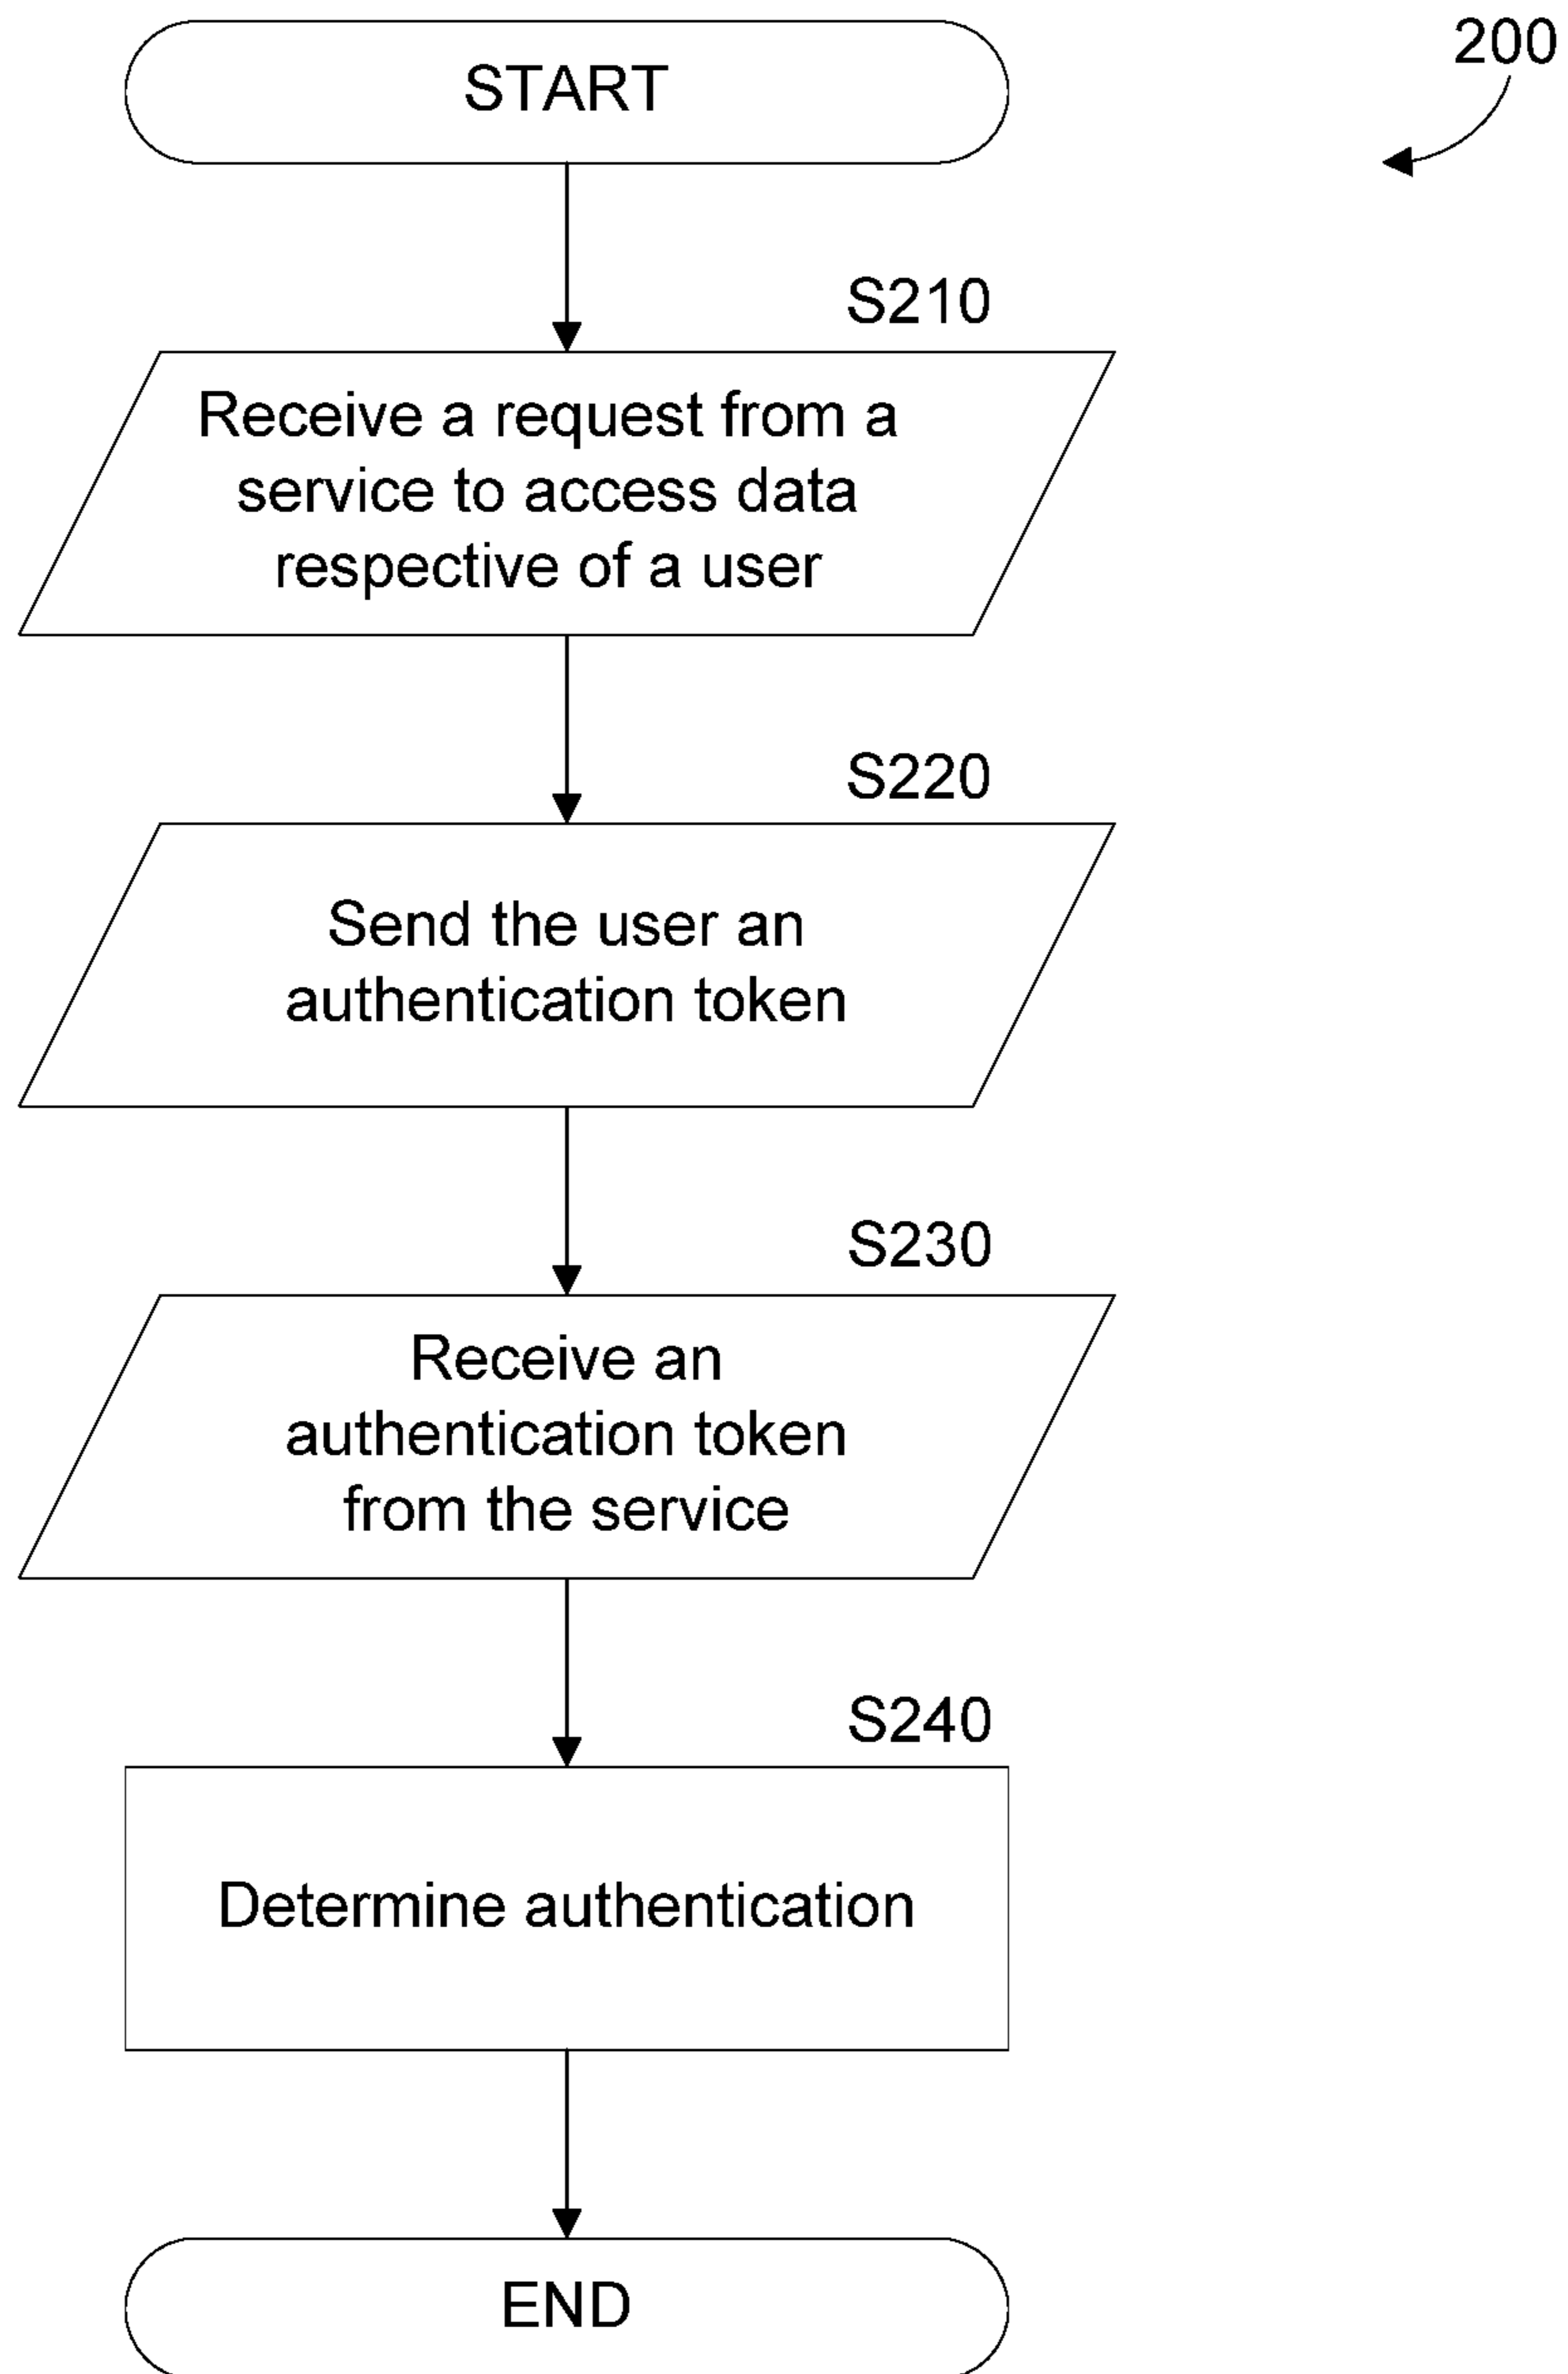 START
200
S210
Receive a request from a
service to access data
respective of a user
S220
Send the user an
authentication token
S230
Receive an
authentication token
from the service
S240
Determine authentication
END